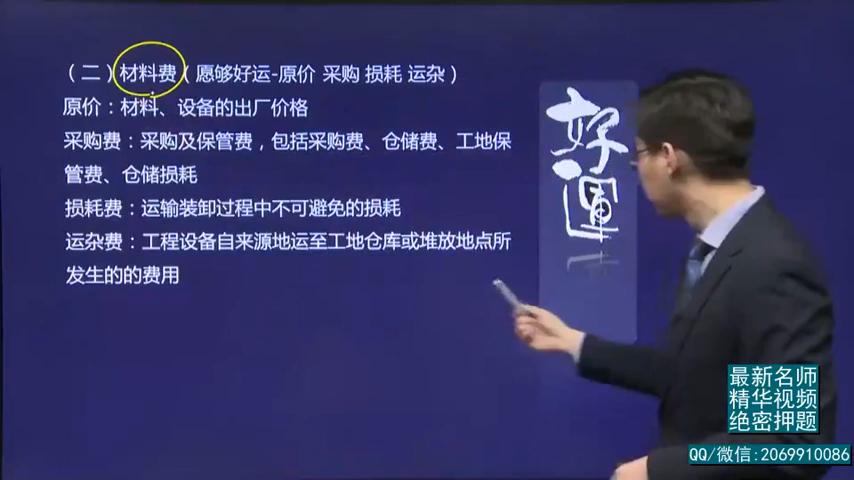 （二）材料费（愿够好运-原价 采购 损耗 运杂）
原价：材料、设备的出厂价格
采购费：采购及保管费，包括采购费、仓储费、工地保
管费、仓储损耗
损耗费：运输装卸过程中不可避免的损耗
运杂费：工程设备自来源地运至工地仓库或堆放地点所
发生的的费用
好運
最新名师
精华视频
绝密押题
QQ/微信:2069910086